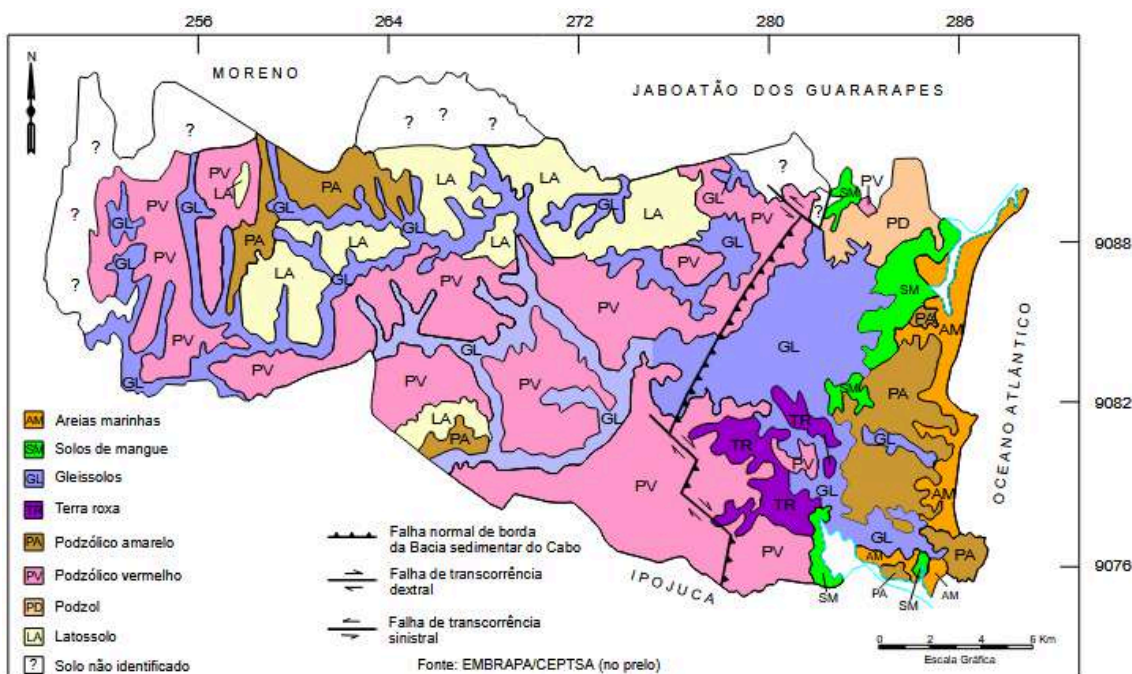 256 264 272 280 286
N
MORENO
JABOATÃO DOS GUARARAPES
? ? ?
? ?
? PV LA PV GL PA LA LA GL GL PV ? SM PV PD
? GL PV GL GL PA LA LA LA PV GL 9088
? GL PV LA GL PV PV PV GL SM PA AM
PV GL PV GL PV PV GL SM PA
OCEANO ATLÂNTICO
LA PA TR TR GL 9082
PV PV TR GL AM
PV GL PA 9076
SM AM PA SM AM
IPOJUCA
AM Areias marinhas
SM Solos de mangue
GL Gleissolos
TR Terra roxa
PA Podzólico amarelo
PV Podzólico vermelho
PD Podzol
LA Latossolo
? Solo não identificado
Falha normal de borda
da Bacia sedimentar do Cabo
Falha de transcorrência
dextral
Falha de transcorrência
sinistral
Fonte: EMBRAPA/CEPTSA (no prelo)
0 2 4 6 Km
Escala Gráfica